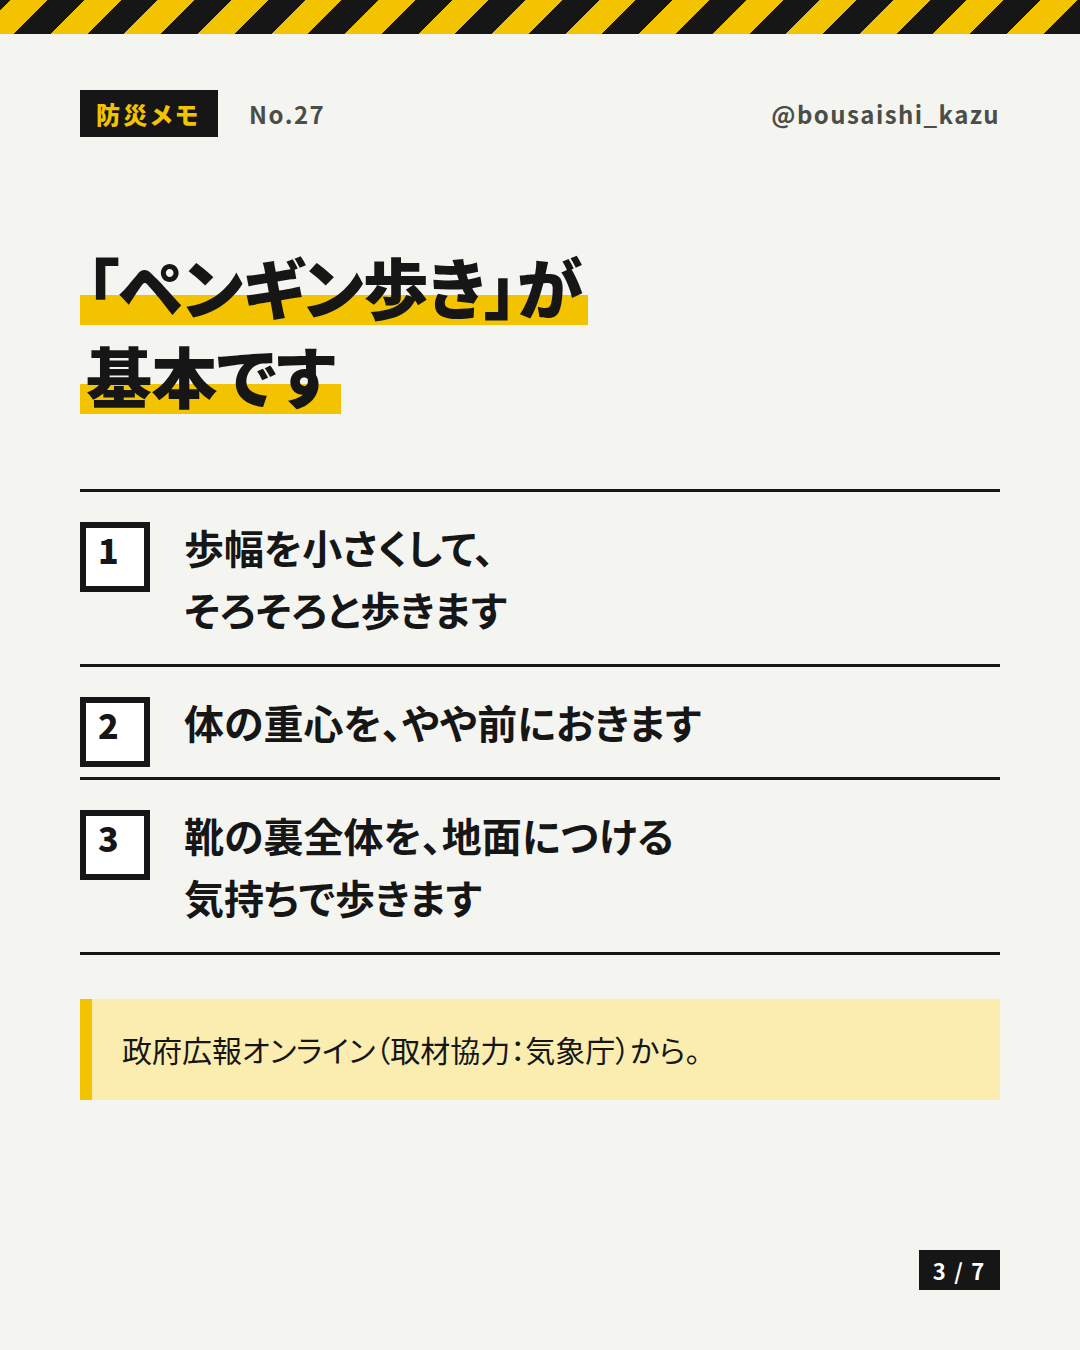 防災メモ No.27 @bousaishi_kazu
「ペンギン歩き」が
基本です
1 歩幅を小さくして、
そろそろと歩きます
2 体の重心を、やや前におきます
3 靴の裏全体を、地面につける
気持ちで歩きます
政府広報オンライン（取材協力：気象庁）から。
3 / 7